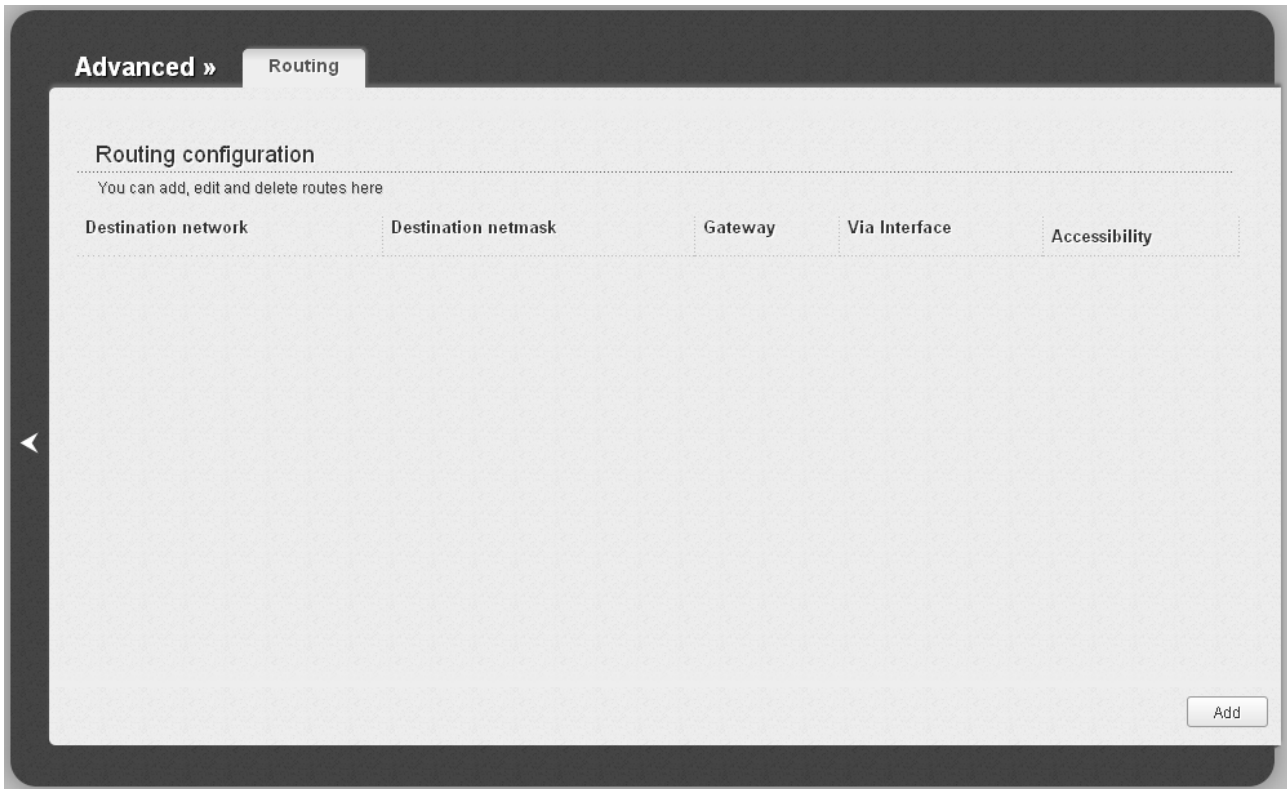 Advanced » Routing
Routing configuration
You can add, edit and delete routes here
Destination network Destination netmask Gateway Via Interface Accessibility
Add